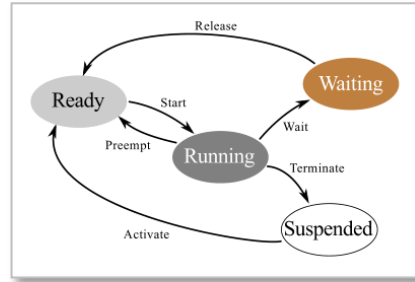 Release
Waiting
Ready
Start
Preempt
Wait
Running
Terminate
Suspended
Activate